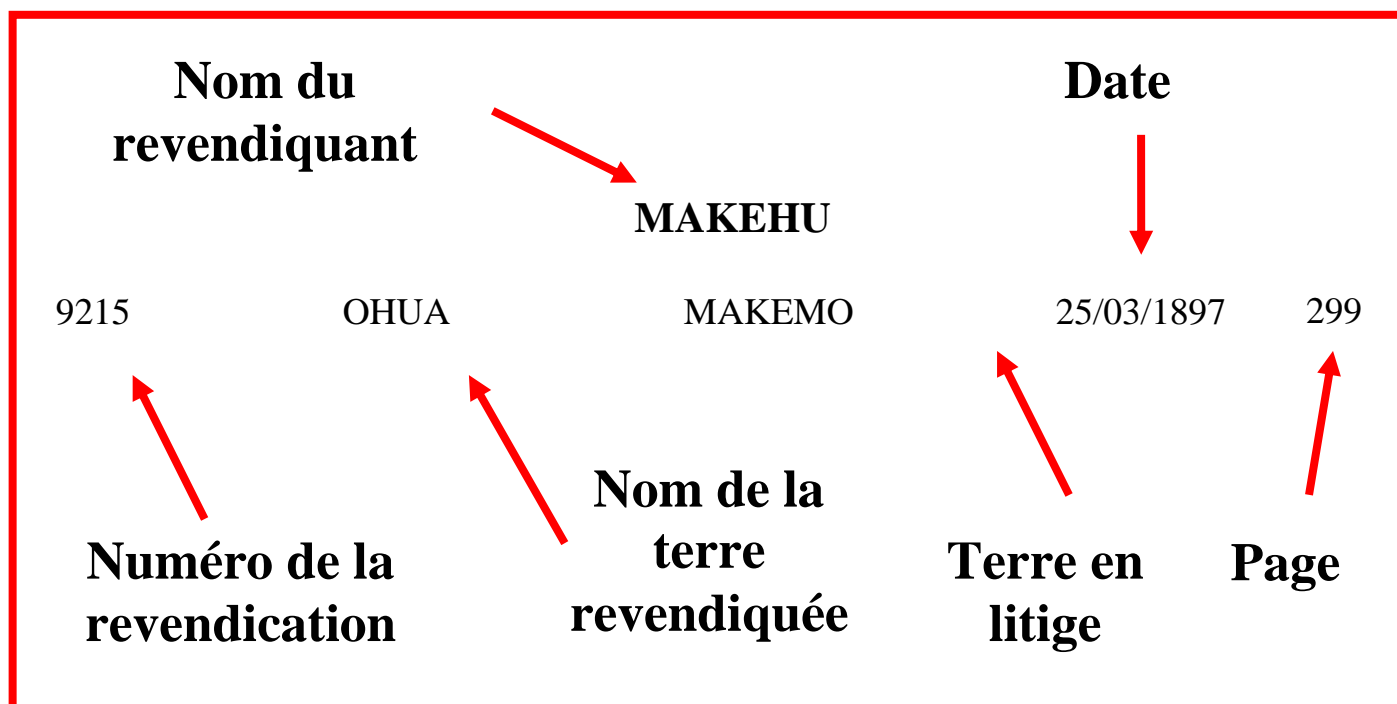 Nom du
revendiquant
Date
MAKEHU
9215 OHUA MAKEMO 25/03/1897 299
Numéro de la
revendication
Nom de la
terre
revendiquée
Terre en
litige
Page